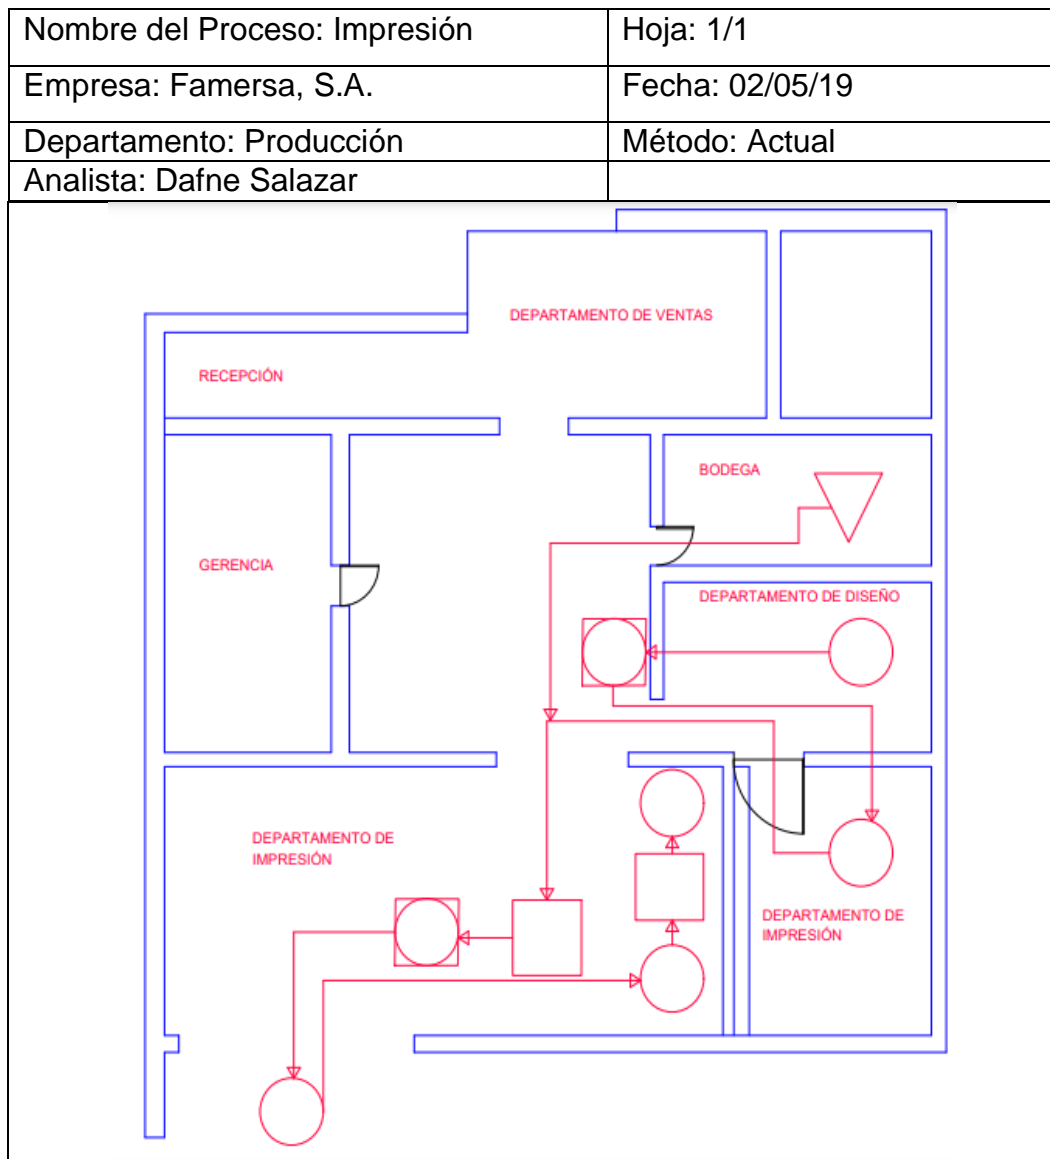 Nombre del Proceso: Impresión
Hoja: 1/1
Empresa: Famersa, S.A.
Fecha: 02/05/19
Departamento: Producción
Método: Actual
Analista: Dafne Salazar
DEPARTAMENTO DE VENTAS
RECEPCIÓN
BODEGA
GERENCIA
DEPARTAMENTO DE DISEÑO
DEPARTAMENTO DE
IMPRESIÓN
DEPARTAMENTO DE
IMPRESIÓN